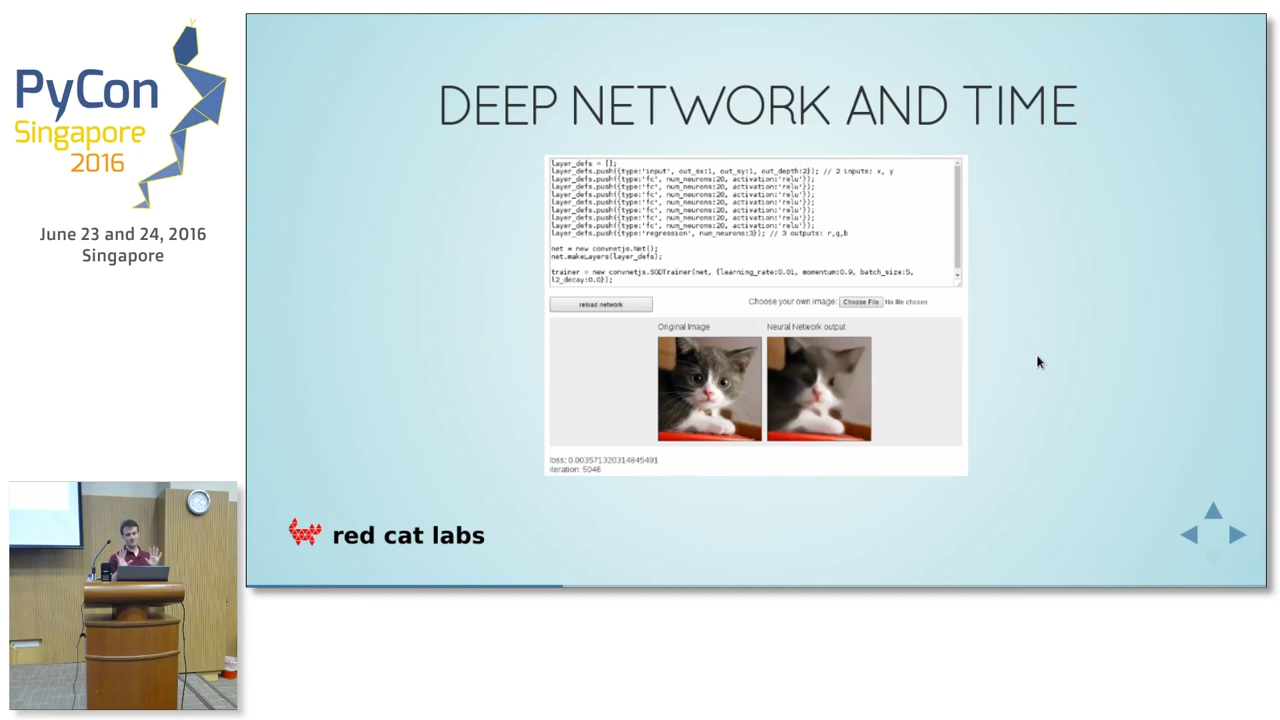 PyCon
Singapore
2016
June 23 and 24, 2016
Singapore
DEEP NETWORK AND TIME
layer_defs = [];
layer_defs.push({type:'input', out_sx:1, out_sy:1, out_depth:2}); // 2 inputs: x, y
layer_defs.push({type:'fc', num_neurons:20, activation:'relu'});
layer_defs.push({type:'fc', num_neurons:20, activation:'relu'});
layer_defs.push({type:'fc', num_neurons:20, activation:'relu'});
layer_defs.push({type:'fc', num_neurons:20, activation:'relu'});
layer_defs.push({type:'fc', num_neurons:20, activation:'relu'});
layer_defs.push({type:'fc', num_neurons:20, activation:'relu'});
layer_defs.push({type:'fc', num_neurons:20, activation:'relu'});
layer_defs.push({type:'regression', num_neurons:3}); // 3 outputs: r,g,b
net = new convnetjs.Net();
net.makeLayers(layer_defs);
trainer = new convnetjs.SGDTrainer(net, {learning_rate:0.01, momentum:0.9, batch_size:5,
l2_decay:0.0});
reload network
Choose your own image: Choose File No file chosen
Original Image
Neural Network output
loss: 0.003571320314845491
iteration: 5046
red cat labs